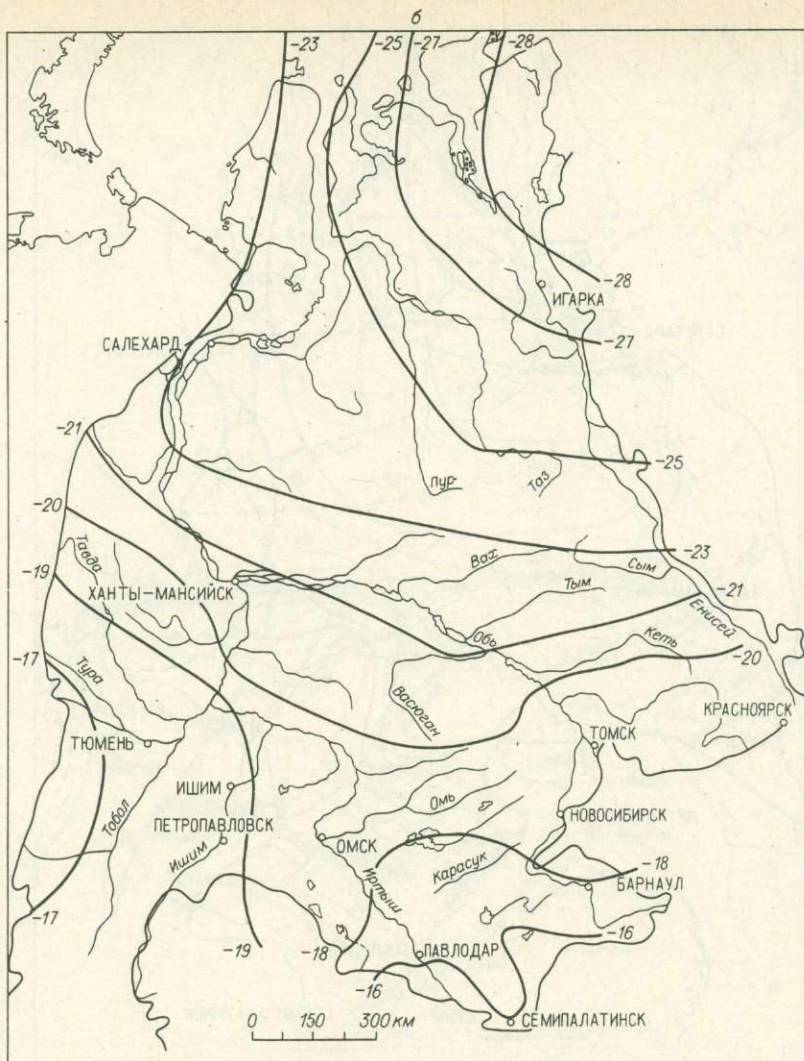 б
-23
-25
-27
-28
-28
ИГАРКА
-27
САЛЕХАРД
-21
-25
Пур
Таз
-20
Тавда
Вах
Сым
-23
-19
ХАНТЫ-МАНСИЙСК
Тым
-21
Енисей
Обь
Кеть
-17
Тура
-20
Васюган
КРАСНОЯРСК
ТЮМЕНЬ
ТОМСК
ИШИМ
Тобол
Омь
НОВОСИБИРСК
ПЕТРОПАВЛОВСК
ОМСК
Ишим
Карасук
-18
Иртыш
БАРНАУЛ
-17
-19
-18
ПАВЛОДАР
-16
-16
СЕМИПАЛАТИНСК
0 150 300 км